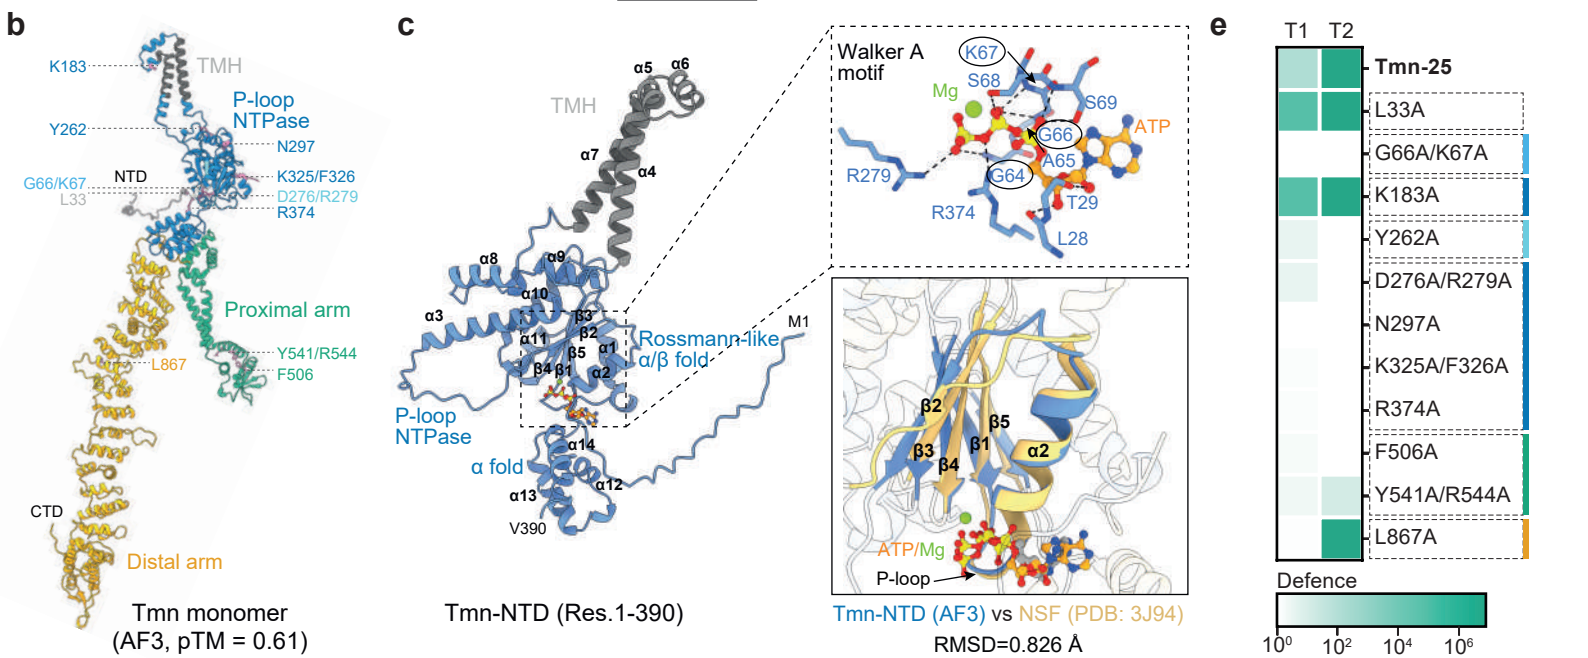 b
K183
TMH
P-loop
NTPase
Y262
N297
G66/K67
NTD
K325/F326
L33
D276/R279
R374
Proximal arm
Y541/R544
L867
F506
CTD
Distal arm
Tmn monomer
(AF3, pTM = 0.61)
c
α5
α6
TMH
α7
α4
α8
α9
α10
α3
β3
β2
α11
α1
β5
β4
β1
α2
Rossmann-like
α/β fold
M1
P-loop
NTPase
α14
α fold
α12
α13
V390
Tmn-NTD (Res.1-390)
Walker A
motif
K67
S68
Mg
S69
G66
ATP
A65
R279
G64
T29
R374
L28
β2
β5
β3
β1
β4
α2
ATP/Mg
P-loop
Tmn-NTD (AF3) vs NSF (PDB: 3J94)
RMSD=0.826 Å
e
T1 T2
Tmn-25
L33A
G66A/K67A
K183A
Y262A
D276A/R279A
N297A
K325A/F326A
R374A
F506A
Y541A/R544A
L867A
Defence
10⁰ 10² 10⁴ 10⁶